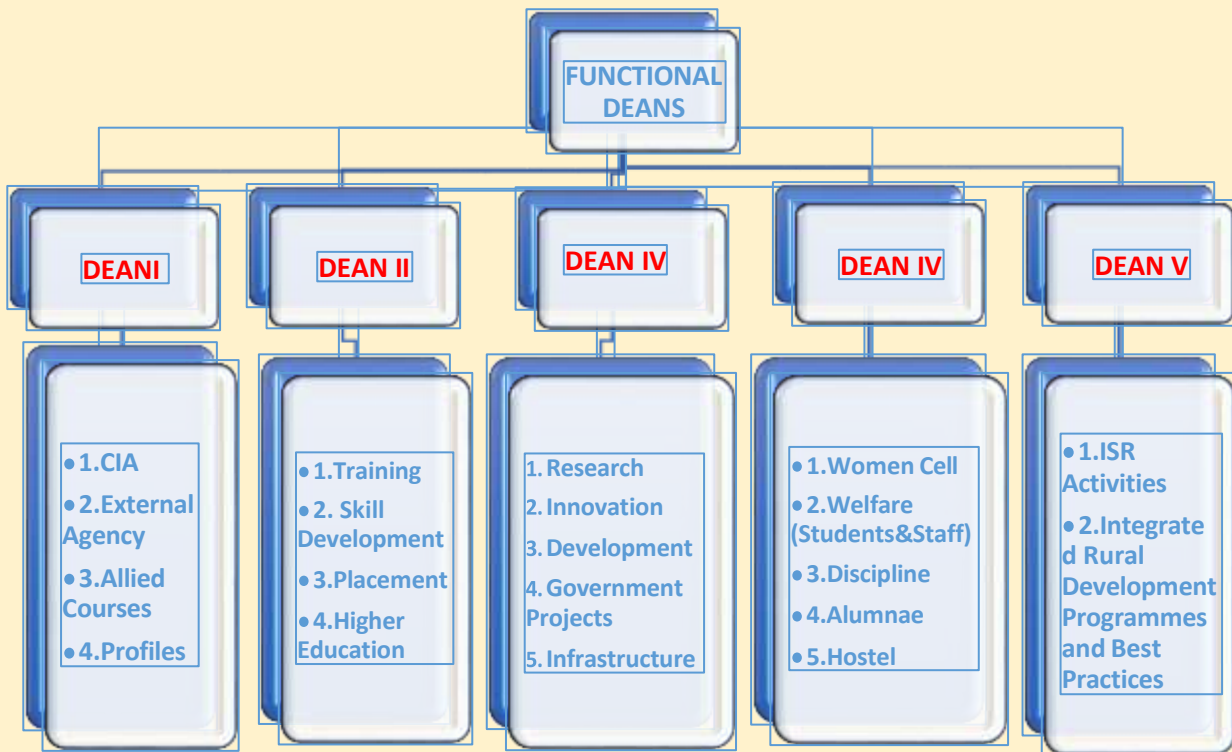 FUNCTIONAL
DEANS
DEANI
DEAN II
DEAN IV
DEAN IV
DEAN V
•1.CIA
•2.External
Agency
•3.Allied
Courses
•4.Profiles
•1.Training
•2. Skill
Development
•3.Placement
•4.Higher
Education
1. Research
2. Innovation
3. Development
4. Government
Projects
5. Infrastructure
•1.Women Cell
•2.Welfare
(Students&Staff)
•3.Discipline
•4.Alumnae
•5.Hostel
•1.ISR
Activities
•2.Integrate
d Rural
Development
Programmes
and Best
Practices